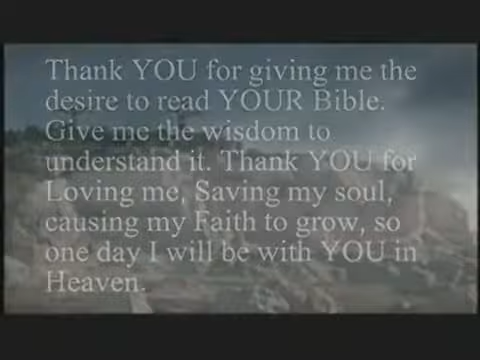 Thank YOU for giving me the
desire to read YOUR Bible.
Give me the wisdom to
understand it. Thank YOU for
Loving me, Saving my soul,
causing my Faith to grow, so
one day I will be with YOU in
Heaven.